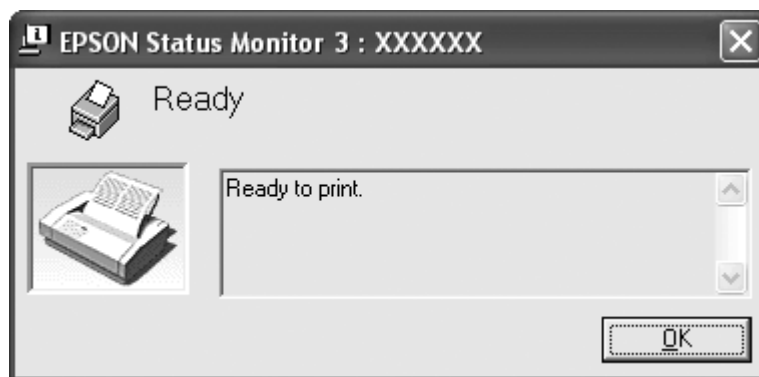 EPSON Status Monitor 3 : XXXXXX
Ready
Ready to print.
OK